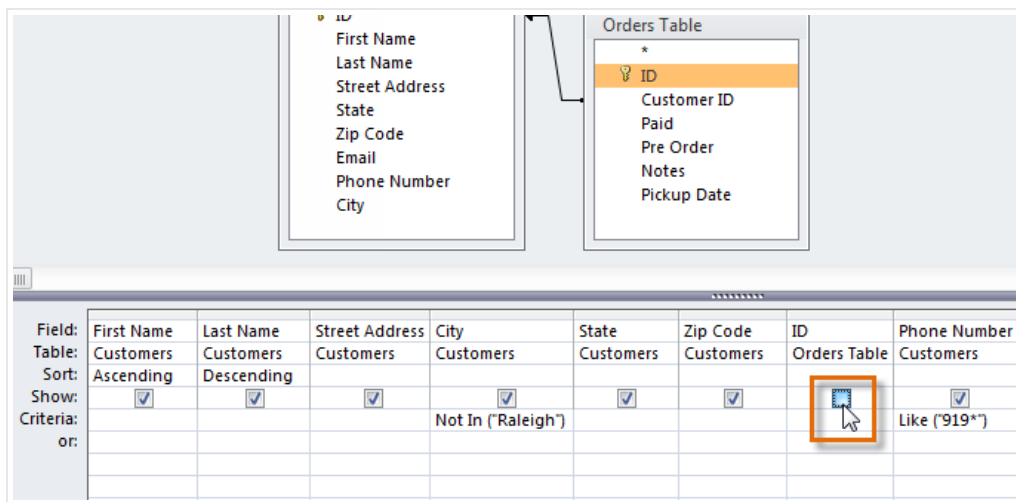 ID
First Name
Last Name
Street Address
State
Zip Code
Email
Phone Number
City
Orders Table
*
ID
Customer ID
Paid
Pre Order
Notes
Pickup Date
Field: First Name Last Name Street Address City State Zip Code ID Phone Number
Table: Customers Customers Customers Customers Customers Customers Orders Table Customers
Sort: Ascending Descending
Show:
Criteria: Not In ("Raleigh") Like ("919*")
or: